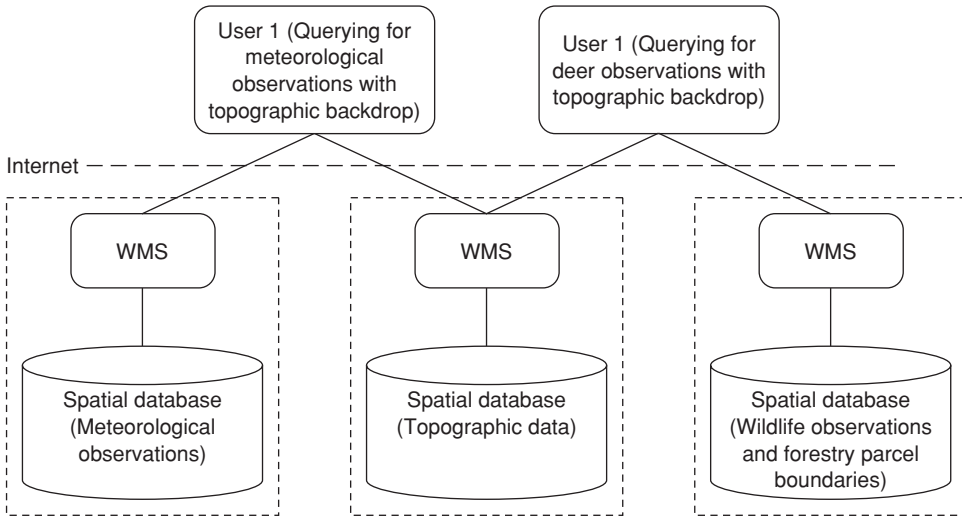 User 1 (Querying for
meteorological
observations with
topographic backdrop)
User 1 (Querying for
deer observations with
topographic backdrop)
Internet
WMS
WMS
WMS
Spatial database
(Meteorological
observations)
Spatial database
(Topographic data)
Spatial database
(Wildlife observations
and forestry parcel
boundaries)